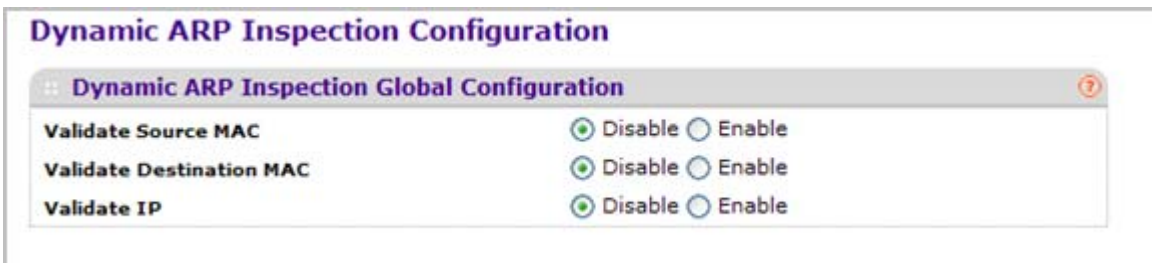 Dynamic ARP Inspection Configuration
Dynamic ARP Inspection Global Configuration ?
Validate Source MAC Disable Enable
Validate Destination MAC Disable Enable
Validate IP Disable Enable